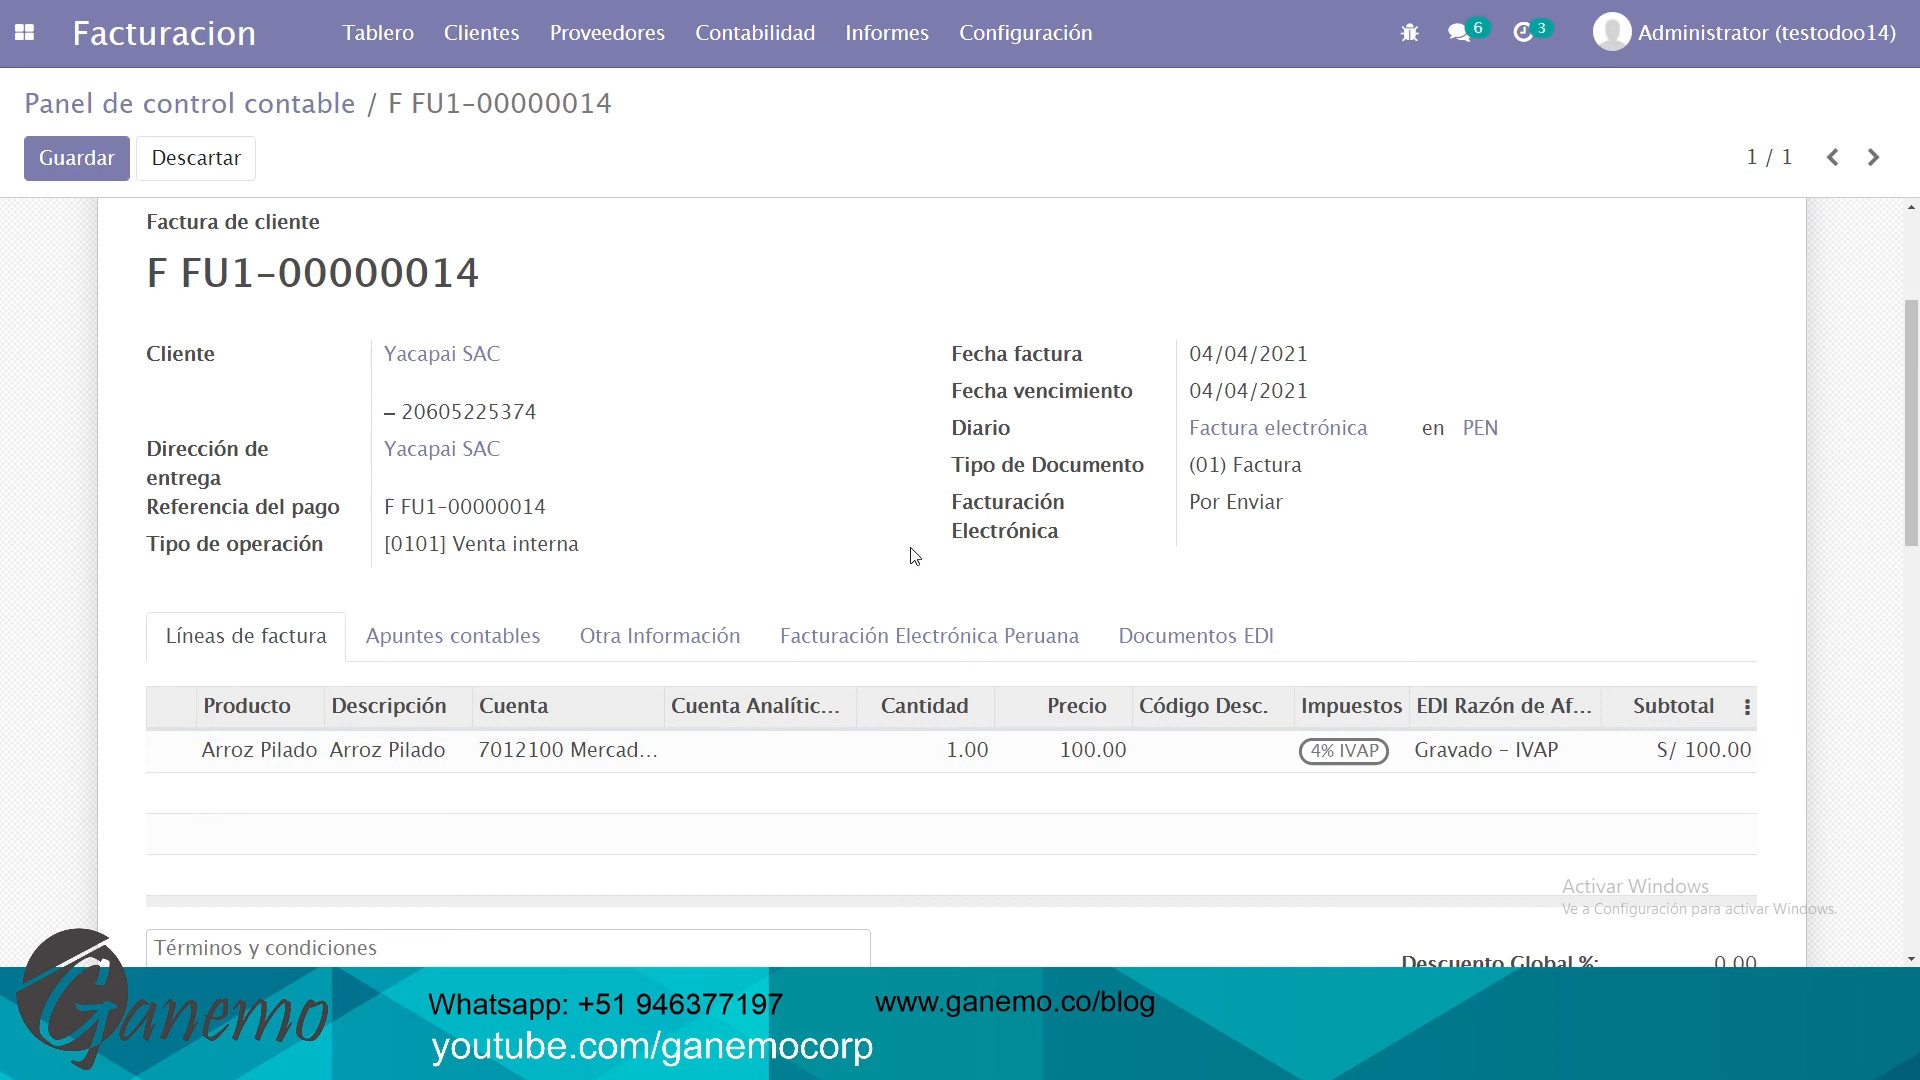 Facturacion Tablero Clientes Proveedores Contabilidad Informes Configuración 6 3 Administrator (testodoo14)
Panel de control contable / F FU1-00000014
Guardar Descartar 1 / 1
Factura de cliente
F FU1-00000014
Cliente Yacapai SAC
– 20605225374
Dirección de entrega Yacapai SAC
Referencia del pago F FU1-00000014
Tipo de operación [0101] Venta interna
Fecha factura 04/04/2021
Fecha vencimiento 04/04/2021
Diario Factura electrónica en PEN
Tipo de Documento (01) Factura
Facturación Electrónica Por Enviar
Líneas de factura Apuntes contables Otra Información Facturación Electrónica Peruana Documentos EDI
Producto Descripción Cuenta Cuenta Analític... Cantidad Precio Código Desc. Impuestos EDI Razón de Af... Subtotal
Arroz Pilado Arroz Pilado 7012100 Mercad... 1.00 100.00 4% IVAP Gravado - IVAP S/ 100.00
Activar Windows
Ve a Configuración para activar Windows.
Términos y condiciones
Descuento Global %: 0.00
Ganemo
Whatsapp: +51 946377197 www.ganemo.co/blog
youtube.com/ganemocorp